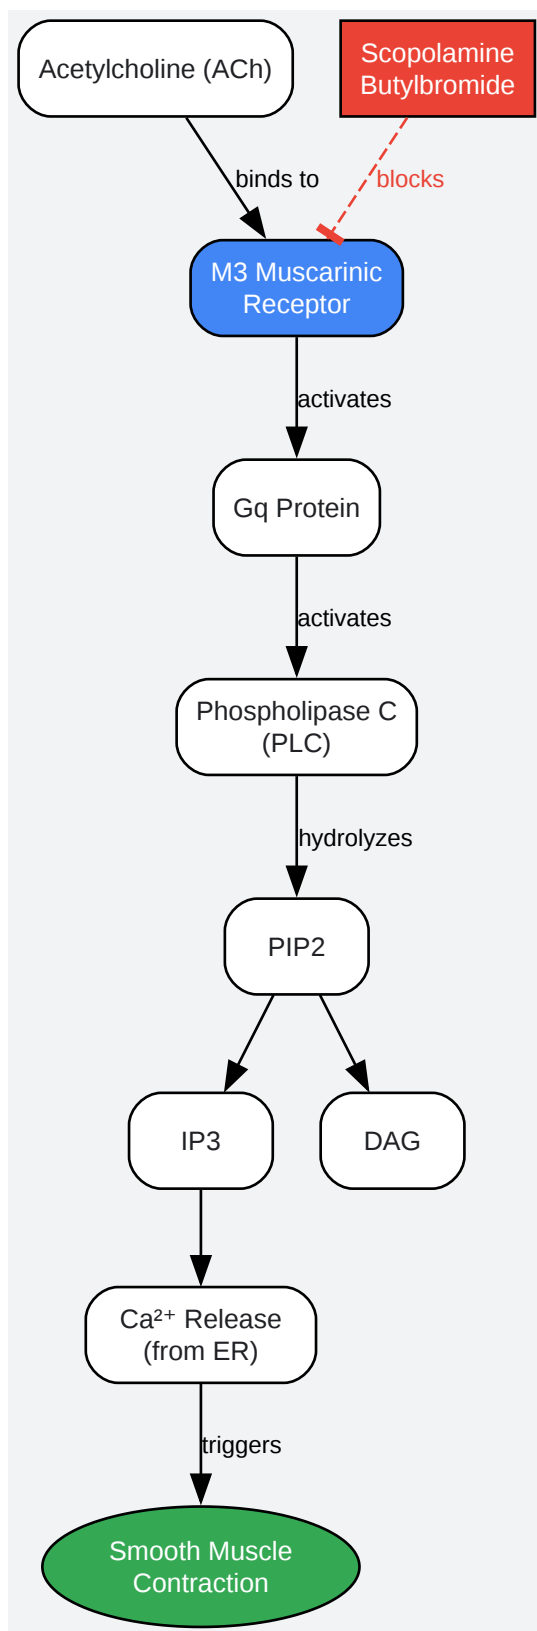 Acetylcholine (ACh)
Scopolamine
Butylbromide
binds to
blocks
M3 Muscarinic
Receptor
activates
Gq Protein
activates
Phospholipase C
(PLC)
hydrolyzes
PIP2
IP3
DAG
Ca²⁺ Release
(from ER)
triggers
Smooth Muscle
Contraction